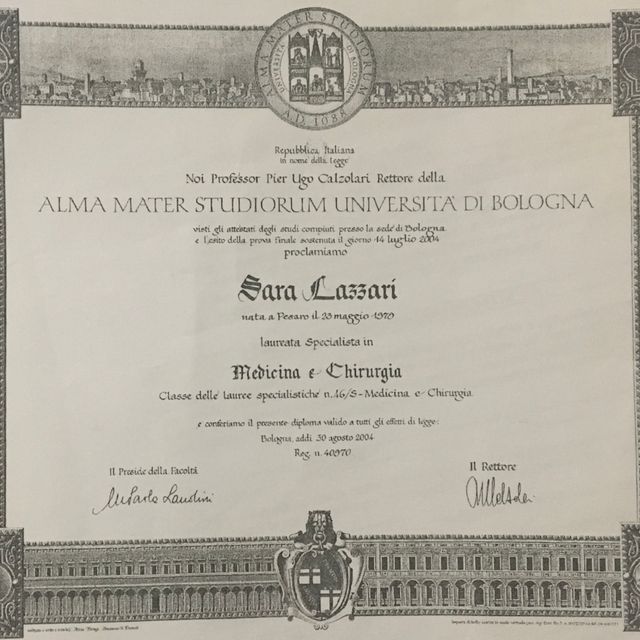 ALMA MATER STUDIORUM
UNIVERSITÀ DI BOLOGNA
A.D. 1088
Repubblica Italiana
in nome della Legge
Noi Professor Pier Ugo Calzolari Rettore della
ALMA MATER STUDIORUM UNIVERSITÀ DI BOLOGNA
visti gli attestati degli studi compiuti presso la sede di Bologna
e l'esito della prova finale sostenuta il giorno 14 luglio 2004
proclamiamo
Sara Lazzari
nata a Pesaro il 23 maggio 1979
laureata Specialista in
Medicina e Chirurgia
Classe delle lauree specialistiche n.46/S - Medicina e Chirurgia
e conferiamo il presente diploma valido a tutti gli effetti di legge:
Bologna, addì 30 agosto 2004
Reg. n. 40970
Il Preside della Facoltà
Il Rettore